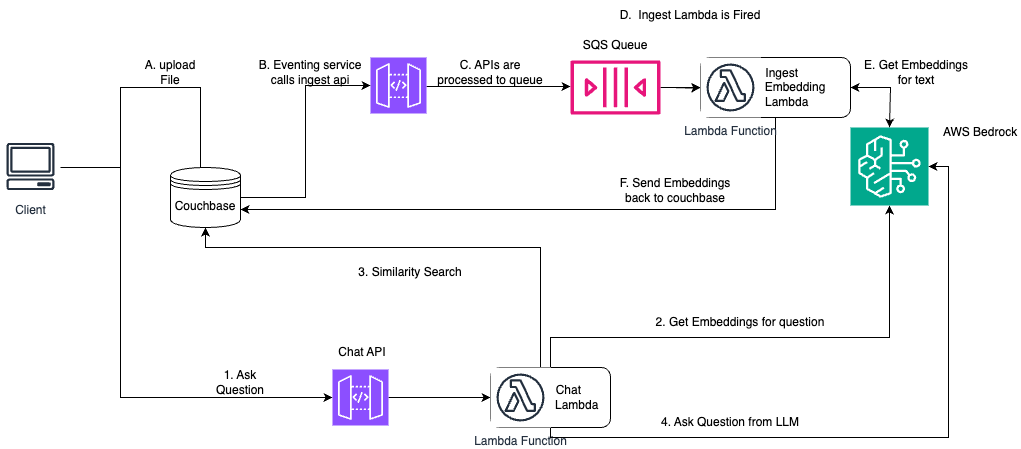 D. Ingest Lambda is Fired
SQS Queue
A. upload
File
B. Eventing service
calls ingest api
C. APIs are
processed to queue
Ingest
Embedding
Lambda
E. Get Embeddings
for text
Lambda Function
AWS Bedrock
Client
Couchbase
F. Send Embeddings
back to couchbase
3. Similarity Search
2. Get Embeddings for question
Chat API
1. Ask
Question
Chat
Lambda
Lambda Function
4. Ask Question from LLM